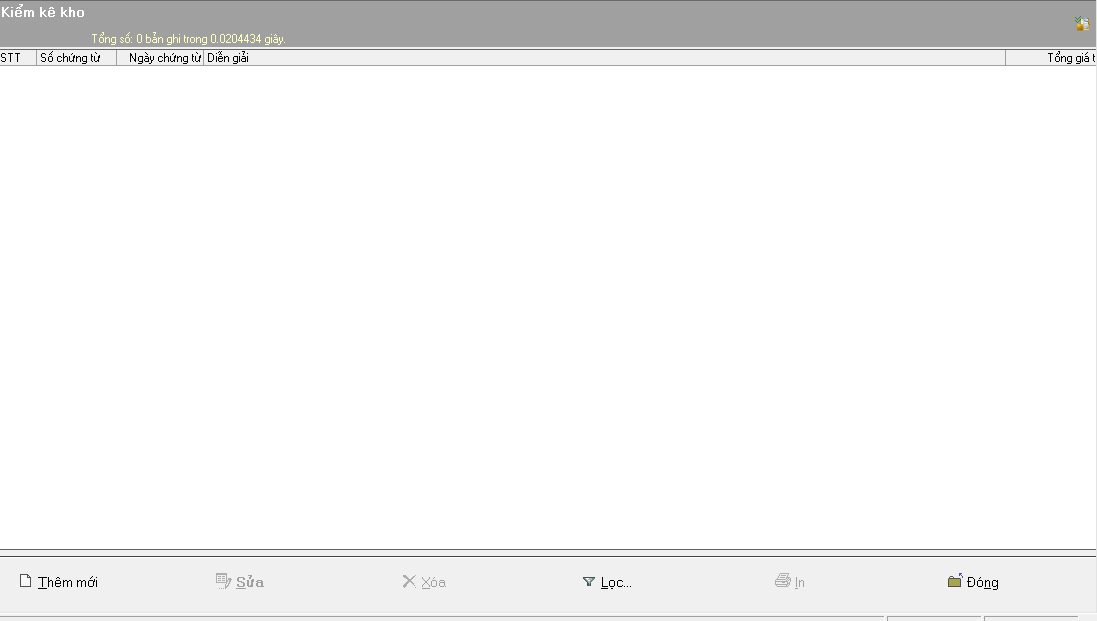 Kiểm kê kho
Tổng số: 0 bản ghi trong 0.0204434 giây.
STT Số chứng từ Ngày chứng từ Diễn giải Tổng giá t
Thêm mới Sửa Xóa Lọc... In Đóng